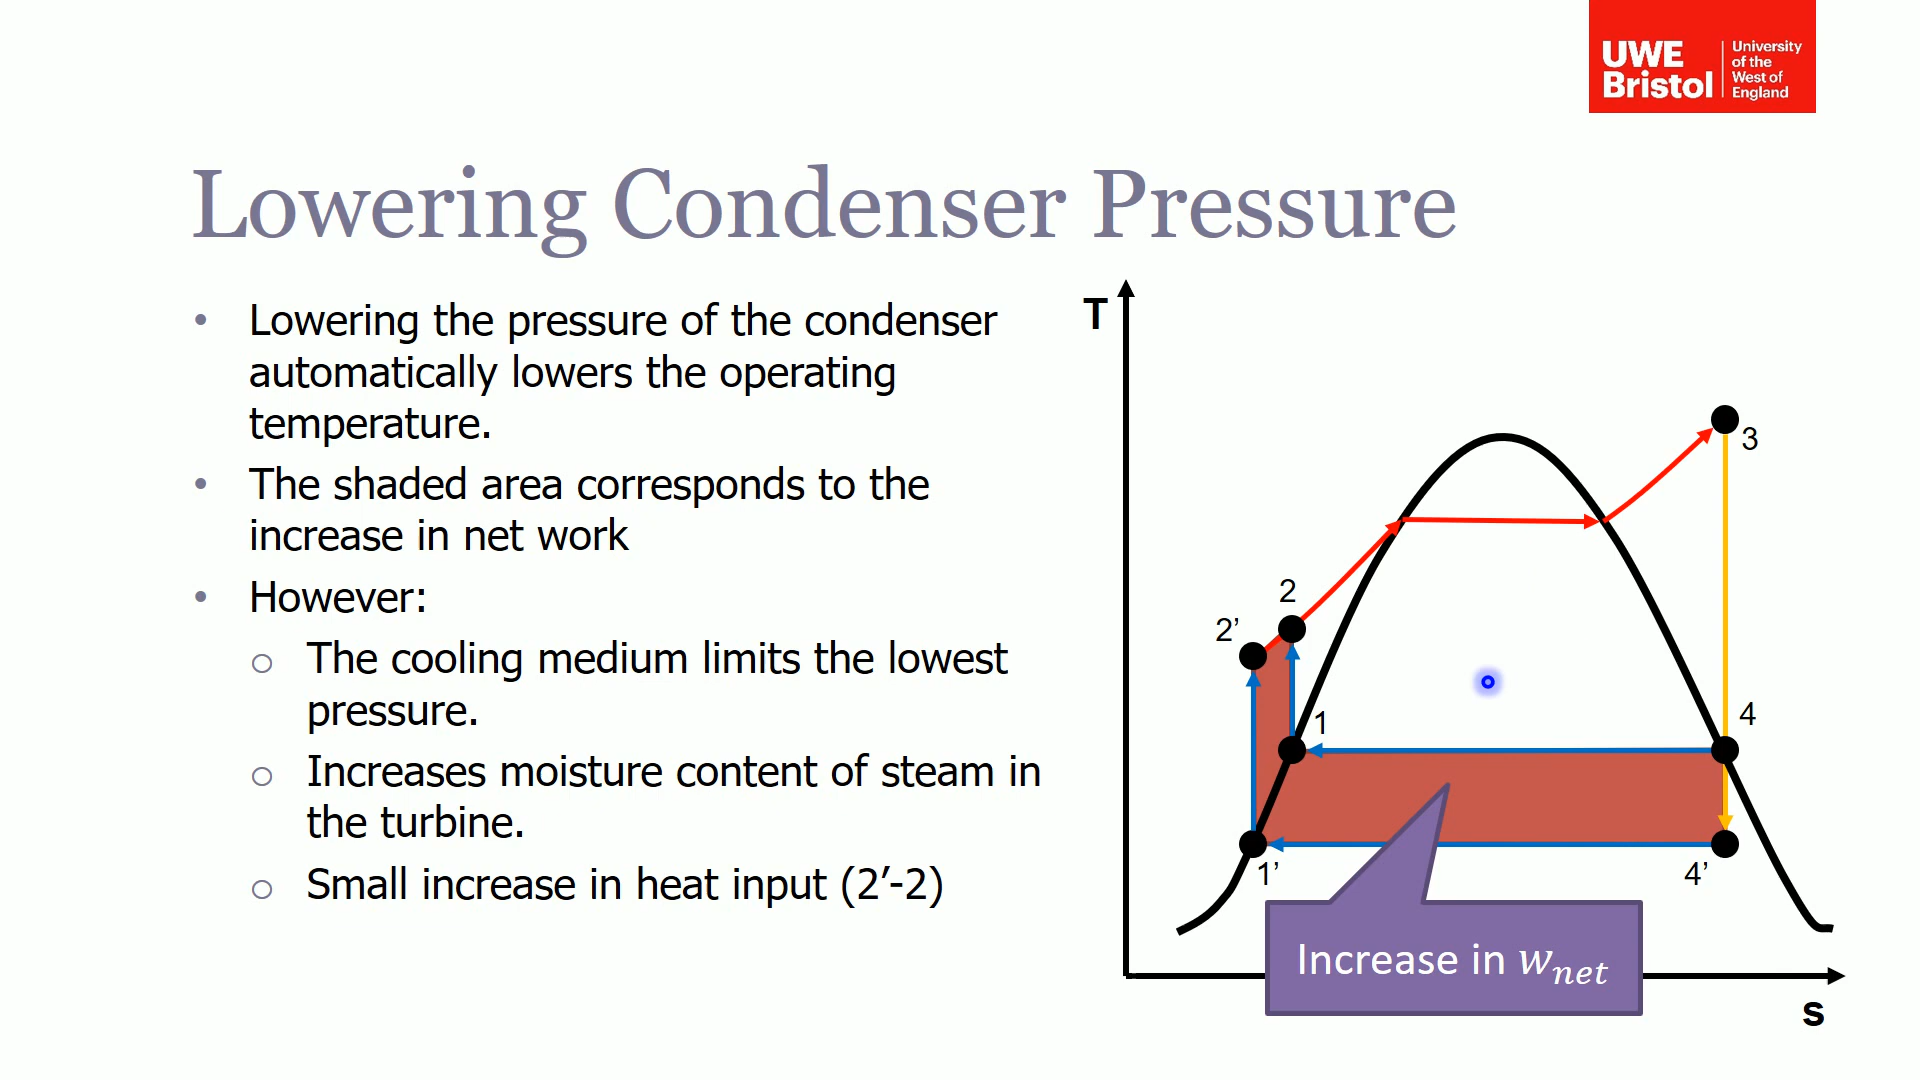 UWE
Bristol
University
of the
West of
England
Lowering Condenser Pressure
• Lowering the pressure of the condenser
automatically lowers the operating
temperature.
• The shaded area corresponds to the
increase in net work
• However:
o The cooling medium limits the lowest
pressure.
o Increases moisture content of steam in
the turbine.
o Small increase in heat input (2’-2)
T
3
2
2’
1
4
1’
4’
Increase in w_net
s